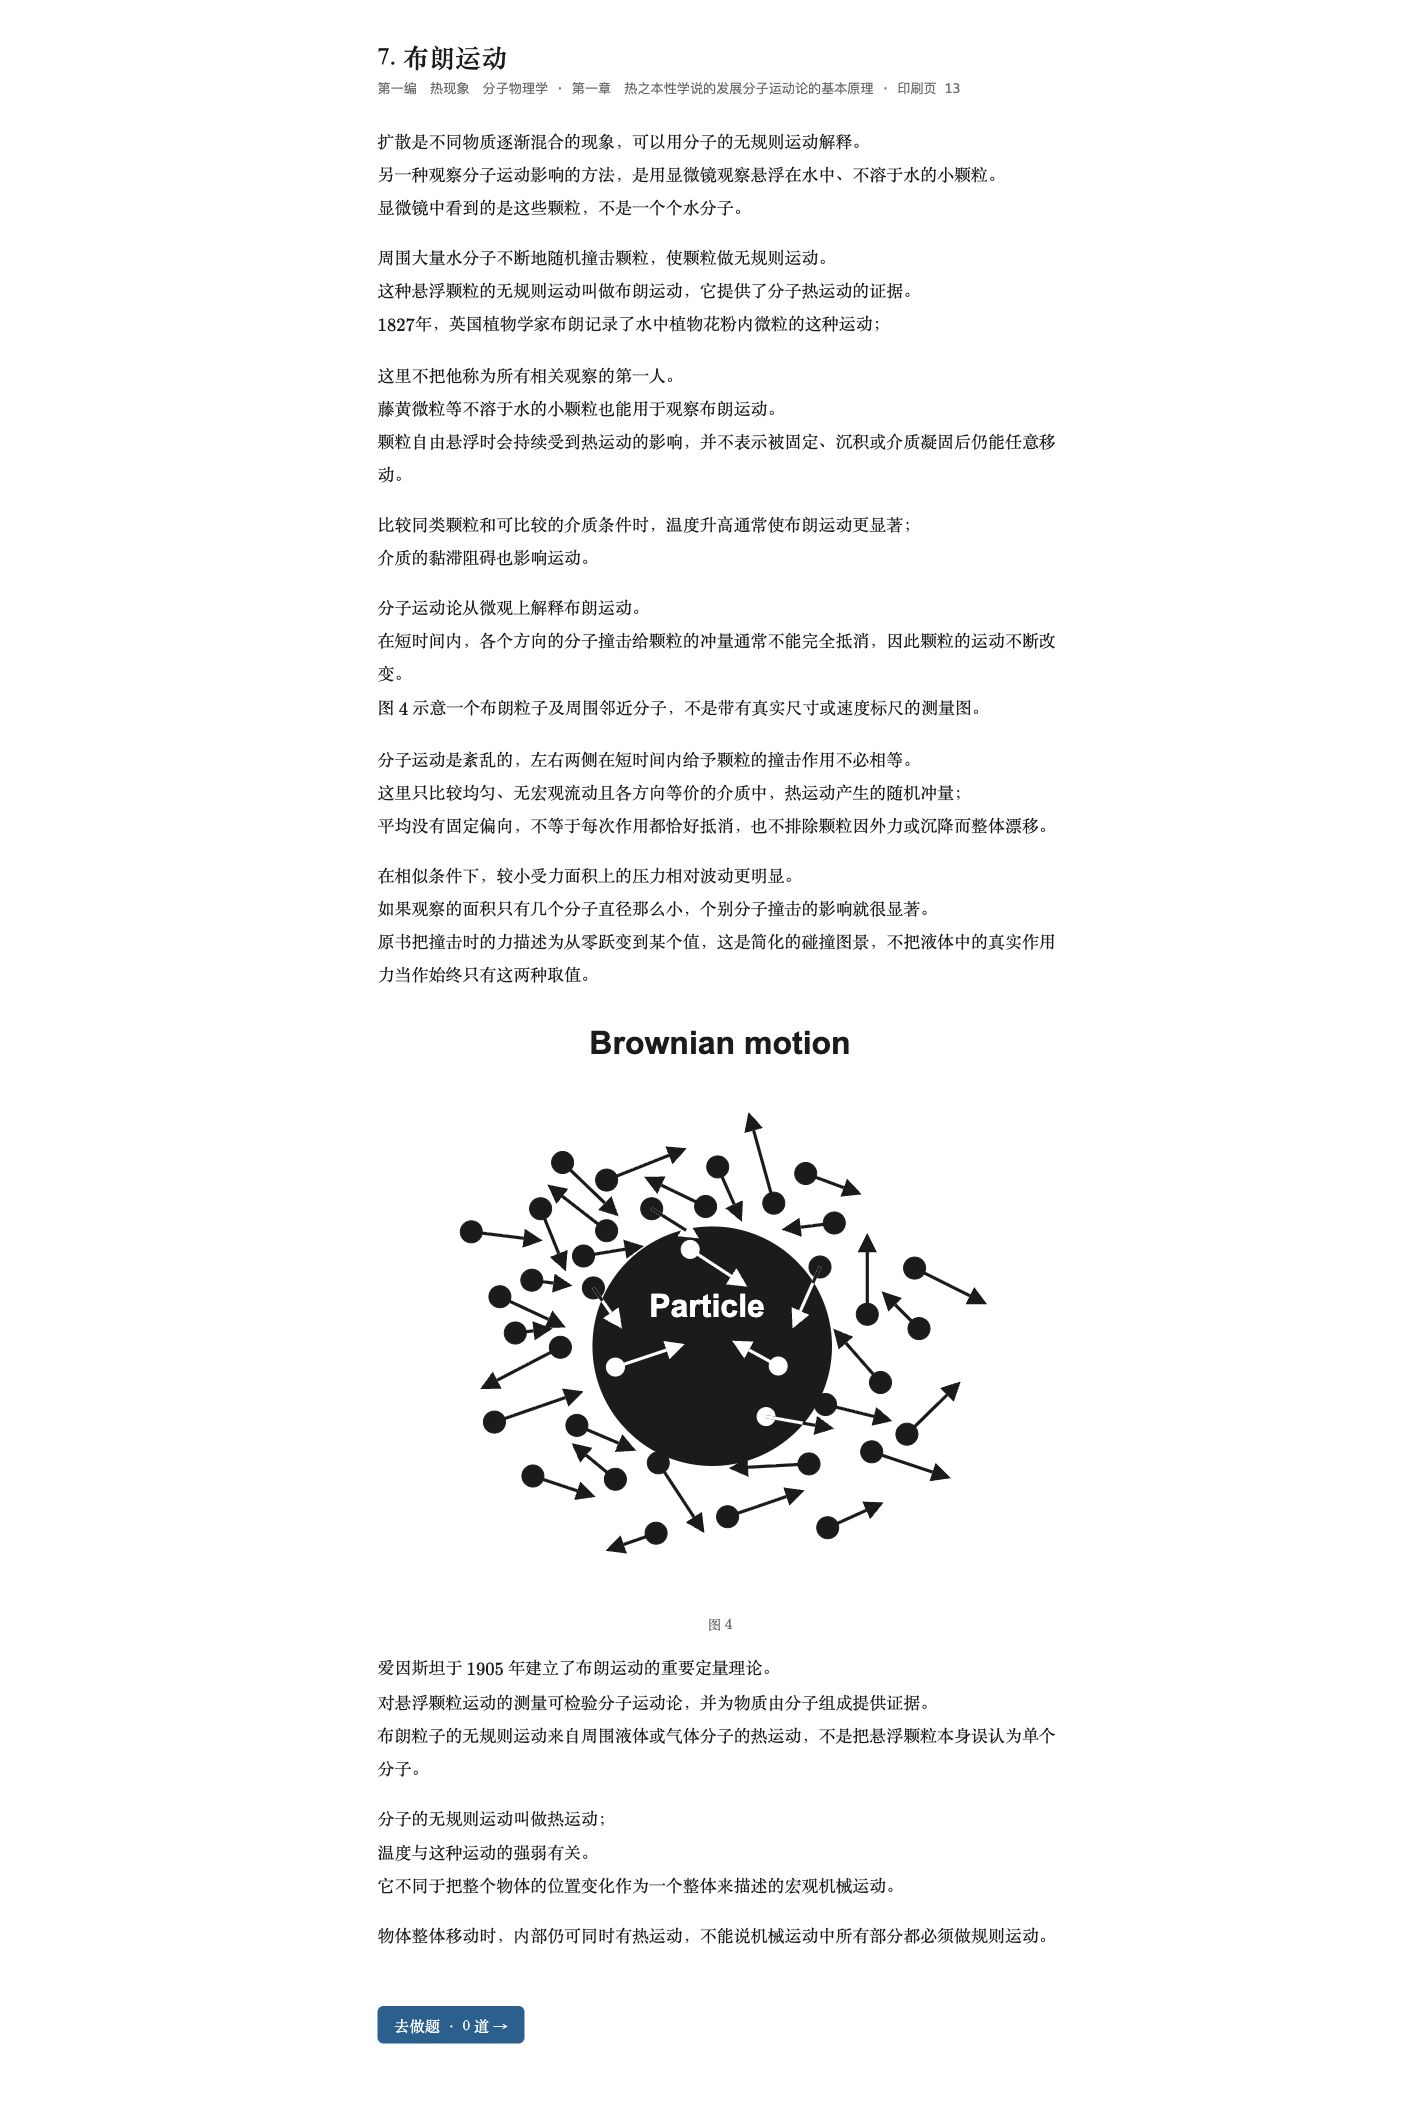 7. 布朗运动
第一编　热现象　分子物理学 · 第一章　热之本性学说的发展分子运动论的基本原理 · 印刷页 13
扩散是不同物质逐渐混合的现象，可以用分子的无规则运动解释。
另一种观察分子运动影响的方法，是用显微镜观察悬浮在水中、不溶于水的小颗粒。
显微镜中看到的是这些颗粒，不是一个个水分子。
周围大量水分子不断地随机撞击颗粒，使颗粒做无规则运动。
这种悬浮颗粒的无规则运动叫做布朗运动，它提供了分子热运动的证据。
1827年，英国植物学家布朗记录了水中植物花粉内微粒的这种运动；
这里不把他称为所有相关观察的第一人。
藤黄微粒等不溶于水的小颗粒也能用于观察布朗运动。
颗粒自由悬浮时会持续受到热运动的影响，并不表示被固定、沉积或介质凝固后仍能任意移
动。
比较同类颗粒和可比较的介质条件时，温度升高通常使布朗运动更显著；
介质的黏滞阻碍也影响运动。
分子运动论从微观上解释布朗运动。
在短时间内，各个方向的分子撞击给颗粒的冲量通常不能完全抵消，因此颗粒的运动不断改
变。
图 4 示意一个布朗粒子及周围邻近分子，不是带有真实尺寸或速度标尺的测量图。
分子运动是紊乱的，左右两侧在短时间内给予颗粒的撞击作用不必相等。
这里只比较均匀、无宏观流动且各方向等价的介质中，热运动产生的随机冲量；
平均没有固定偏向，不等于每次作用都恰好抵消，也不排除颗粒因外力或沉降而整体漂移。
在相似条件下，较小受力面积上的压力相对波动更明显。
如果观察的面积只有几个分子直径那么小，个别分子撞击的影响就很显著。
原书把撞击时的力描述为从零跃变到某个值，这是简化的碰撞图景，不把液体中的真实作用
力当作始终只有这两种取值。
Brownian motion
Particle
图 4
爱因斯坦于 1905 年建立了布朗运动的重要定量理论。
对悬浮颗粒运动的测量可检验分子运动论，并为物质由分子组成提供证据。
布朗粒子的无规则运动来自周围液体或气体分子的热运动，不是把悬浮颗粒本身误认为单个
分子。
分子的无规则运动叫做热运动；
温度与这种运动的强弱有关。
它不同于把整个物体的位置变化作为一个整体来描述的宏观机械运动。
物体整体移动时，内部仍可同时有热运动，不能说机械运动中所有部分都必须做规则运动。
去做题 · 0 道 →